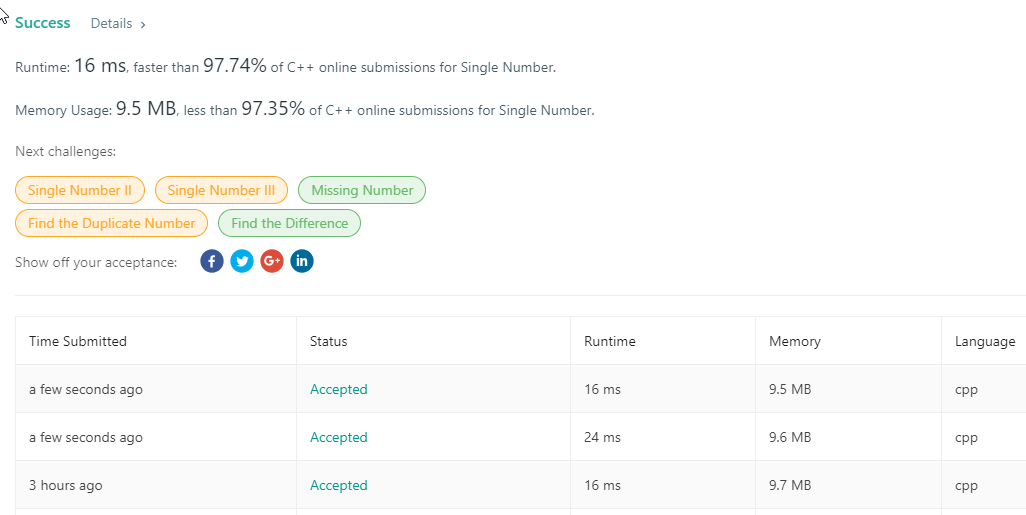 Success Details >
Runtime: 16 ms, faster than 97.74% of C++ online submissions for Single Number.
Memory Usage: 9.5 MB, less than 97.35% of C++ online submissions for Single Number.
Next challenges:
Single Number II Single Number III Missing Number
Find the Duplicate Number Find the Difference
Show off your acceptance: f G+ in
Time Submitted Status Runtime Memory Language
a few seconds ago Accepted 16 ms 9.5 MB cpp
a few seconds ago Accepted 24 ms 9.6 MB cpp
3 hours ago Accepted 16 ms 9.7 MB cpp